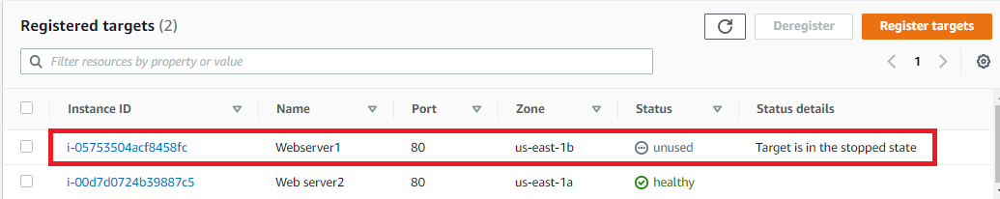 Registered targets (2)
Deregister
Register targets
Filter resources by property or value
1
Instance ID Name Port Zone Status Status details
i-05753504acf8458fc Webserver1 80 us-east-1b unused Target is in the stopped state
i-00d7d0724b39887c5 Web server2 80 us-east-1a healthy